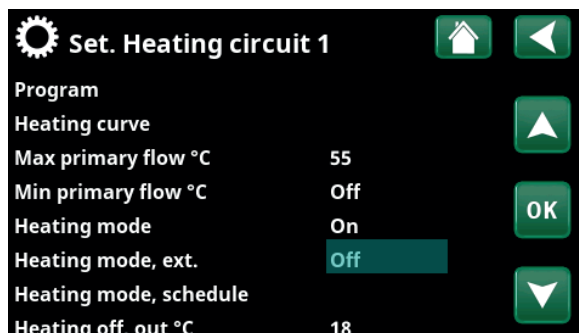 Set. Heating circuit 1
Program
Heating curve
Max primary flow °C 55
Min primary flow °C Off
Heating mode On
OK
Heating mode, ext. Off
Heating mode, schedule
Heating off, out °C 18